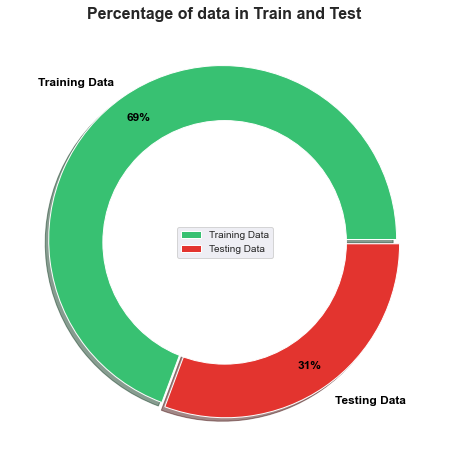 Percentage of data in Train and Test
Training Data
69%
Training Data
Testing Data
31%
Testing Data